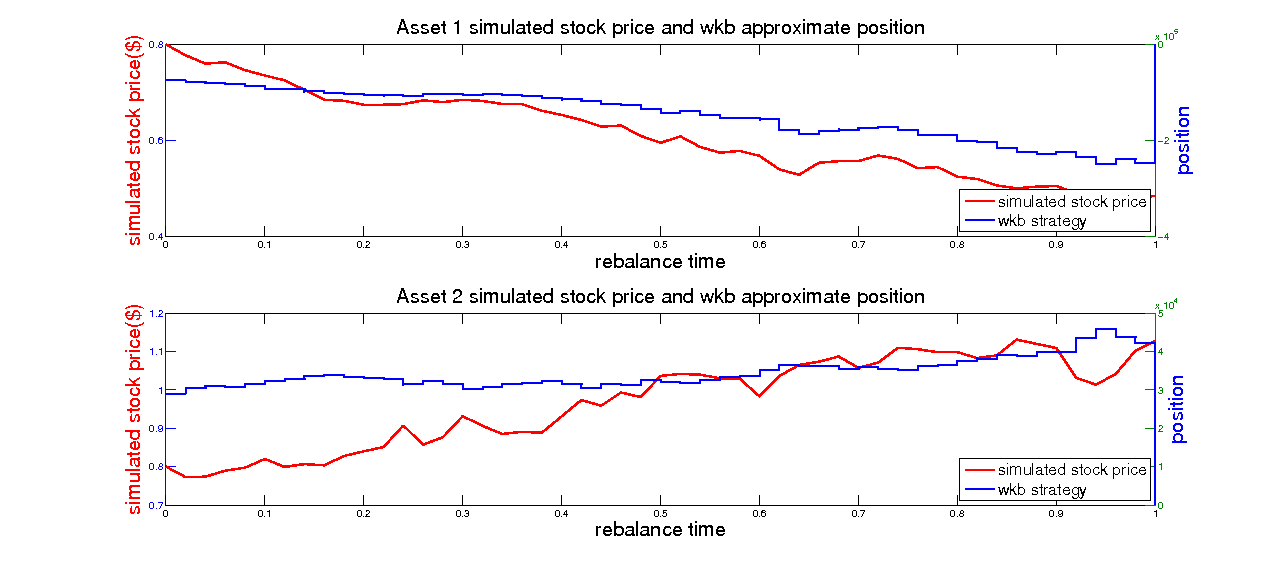 Asset 1 simulated stock price and wkb approximate position
x 10^5
0.8
0.6
0.4
0
-2
-4
simulated stock price($)
position
simulated stock price
wkb strategy
0 0.1 0.2 0.3 0.4 0.5 0.6 0.7 0.8 0.9 1
rebalance time
Asset 2 simulated stock price and wkb approximate position
x 10^4
1.2
1.1
1
0.9
0.8
0.7
5
4
3
2
1
0
simulated stock price($)
position
simulated stock price
wkb strategy
0 0.1 0.2 0.3 0.4 0.5 0.6 0.7 0.8 0.9 1
rebalance time